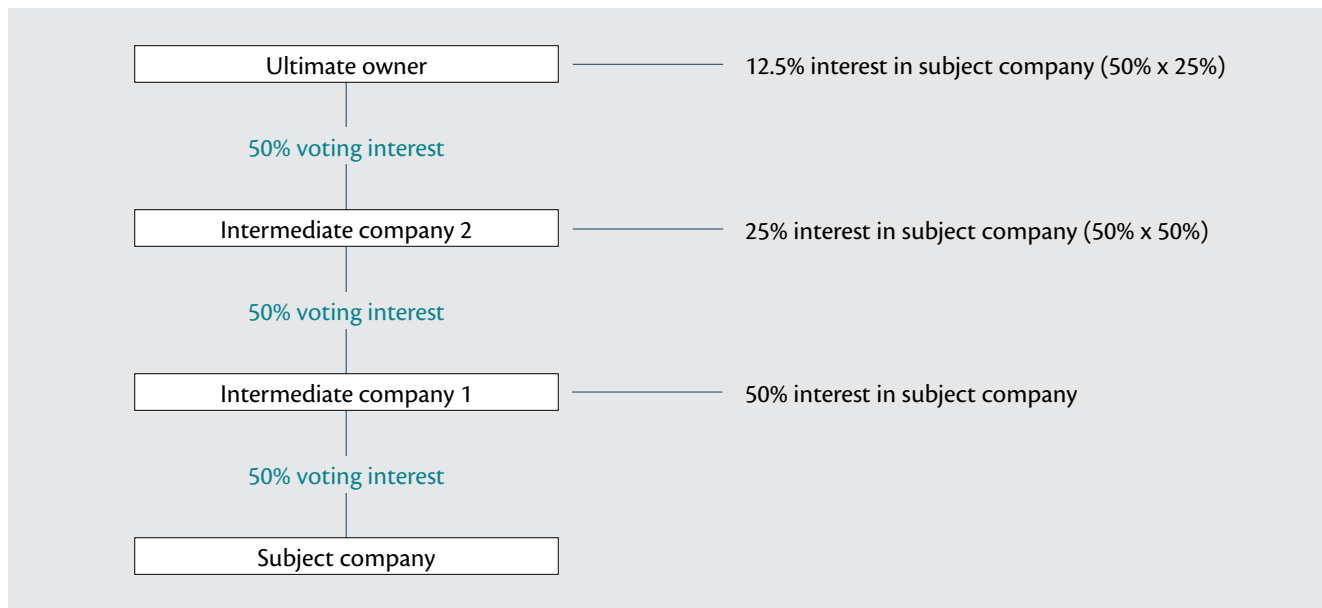 Ultimate owner
12.5% interest in subject company (50% x 25%)
50% voting interest
Intermediate company 2
25% interest in subject company (50% x 50%)
50% voting interest
Intermediate company 1
50% interest in subject company
50% voting interest
Subject company